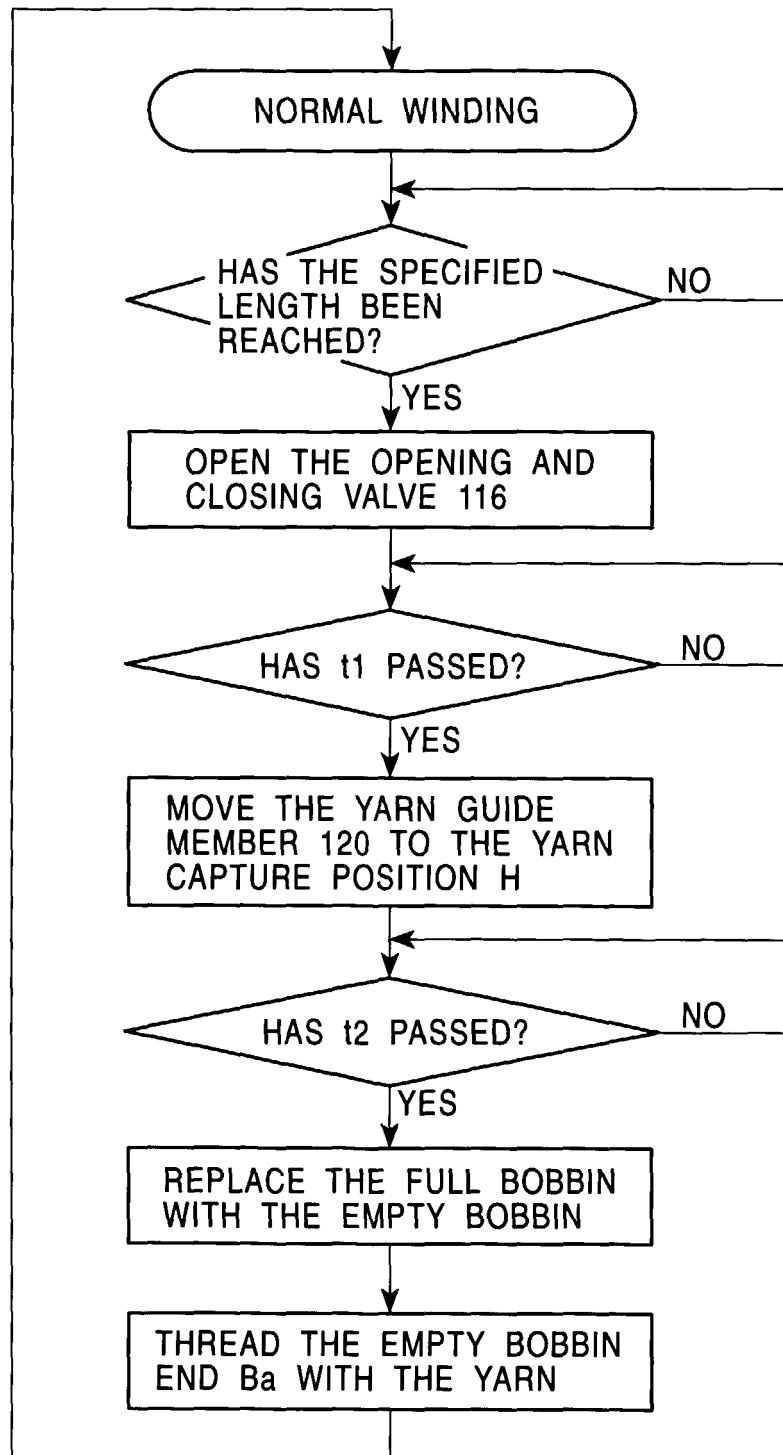 NORMAL WINDING
HAS THE SPECIFIED
LENGTH BEEN
REACHED?
NO
YES
OPEN THE OPENING AND
CLOSING VALVE 116
HAS t1 PASSED?
NO
YES
MOVE THE YARN GUIDE
MEMBER 120 TO THE YARN
CAPTURE POSITION H
HAS t2 PASSED?
NO
YES
REPLACE THE FULL BOBBIN
WITH THE EMPTY BOBBIN
THREAD THE EMPTY BOBBIN
END Ba WITH THE YARN